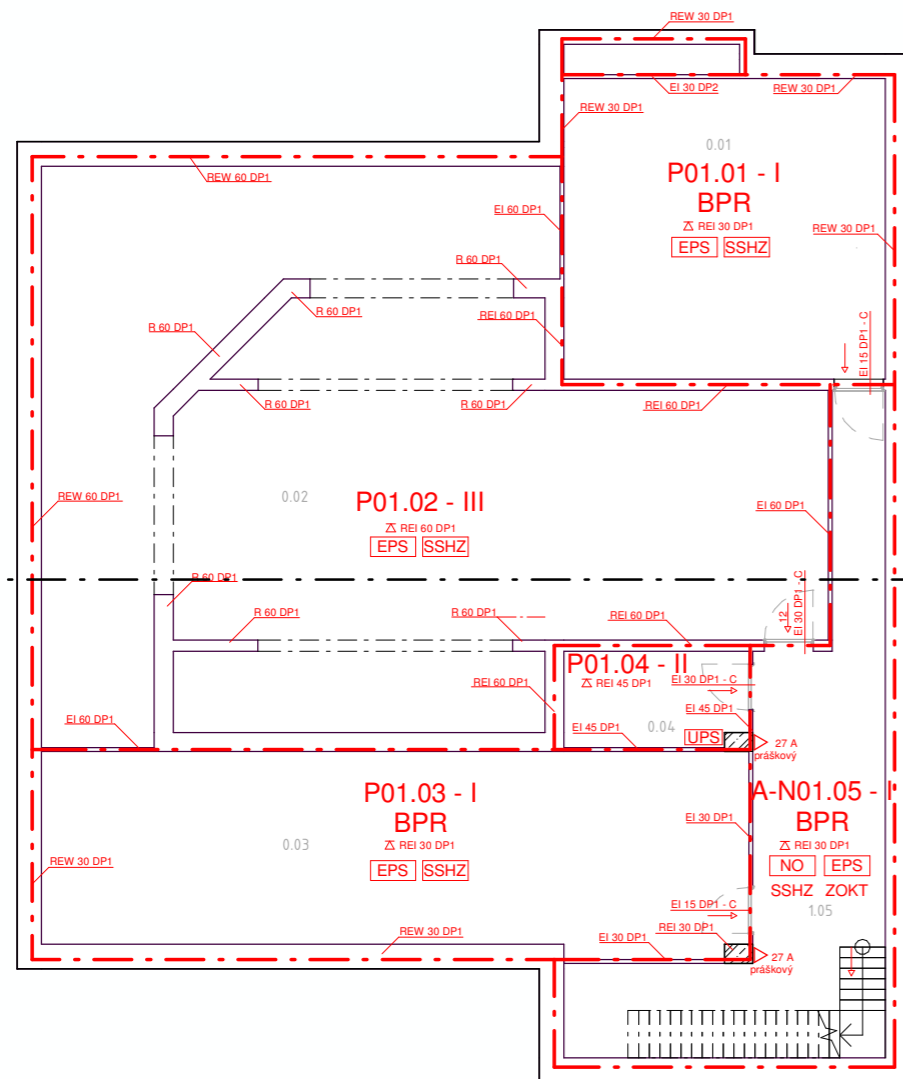 REW 30 DP1
EI 30 DP2
REW 30 DP1
REW 30 DP1
0.01
P01.01 - I
BPR
REI 30 DP1
EPS SSHZ
REW 30 DP1
REW 60 DP1
EI 60 DP1
R 60 DP1
R 60 DP1
REI 60 DP1
R 60 DP1
EI 15 DP1 - C
R 60 DP1
R 60 DP1
REI 60 DP1
REW 60 DP1
0.02
P01.02 - III
REI 60 DP1
EPS SSHZ
EI 60 DP1
R 60 DP1
EI 30 DP1 - C
12
R 60 DP1
R 60 DP1
REI 60 DP1
P01.04 - II
REI 45 DP1
REI 60 DP1
EI 30 DP1 - C
EI 45 DP1
0.04
UPS
EI 60 DP1
EI 45 DP1
27 A
práškový
P01.03 - I
BPR
REI 30 DP1
EPS SSHZ
0.03
REW 30 DP1
EI 30 DP1
A-N01.05 - I
BPR
REI 30 DP1
NO EPS
SSHZ ZOKT
1.05
EI 15 DP1 - C
REI 30 DP1
REW 30 DP1
EI 30 DP1
27 A
práškový